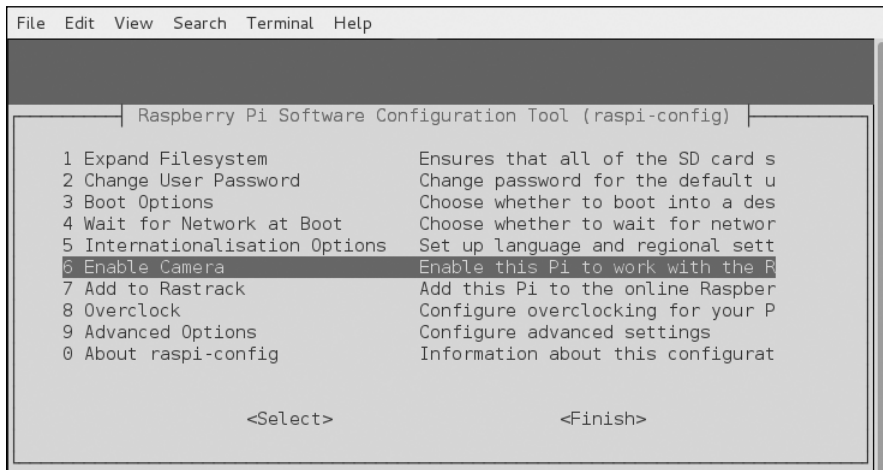 File Edit View Search Terminal Help
Raspberry Pi Software Configuration Tool (raspi-config)
1 Expand Filesystem Ensures that all of the SD card s
2 Change User Password Change password for the default u
3 Boot Options Choose whether to boot into a des
4 Wait for Network at Boot Choose whether to wait for networ
5 Internationalisation Options Set up language and regional sett
6 Enable Camera Enable this Pi to work with the R
7 Add to Rastrack Add this Pi to the online Raspber
8 Overclock Configure overclocking for your P
9 Advanced Options Configure advanced settings
0 About raspi-config Information about this configurat
<Select> <Finish>